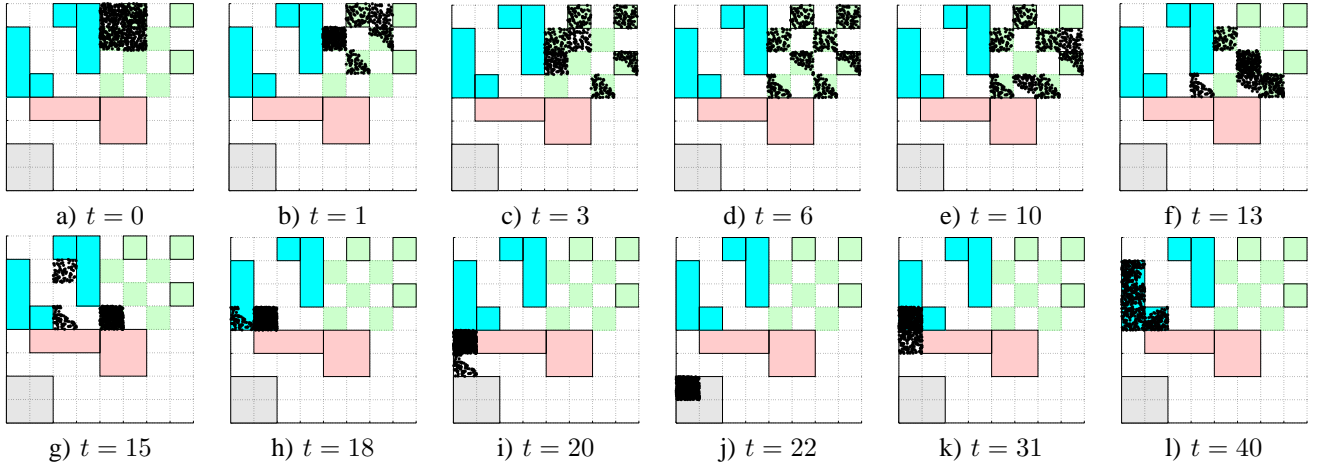 a) t = 0 b) t = 1 c) t = 3 d) t = 6 e) t = 10 f) t = 13
g) t = 15 h) t = 18 i) t = 20 j) t = 22 k) t = 31 l) t = 40